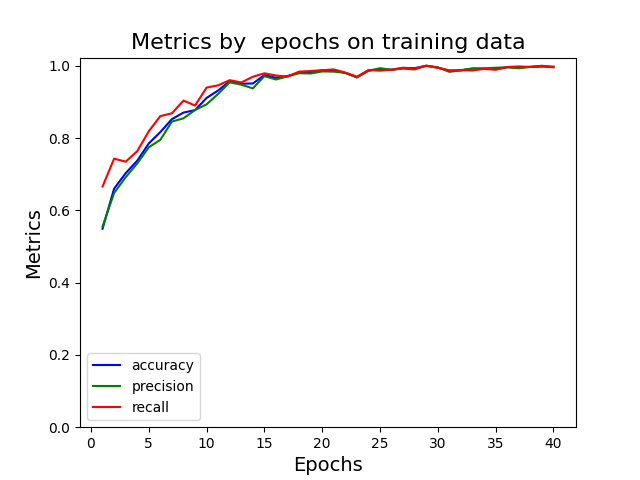 Metrics by  epochs on training data
Metrics
1.0
0.8
0.6
0.4
0.2
0.0
accuracy
precision
recall
0 5 10 15 20 25 30 35 40
Epochs